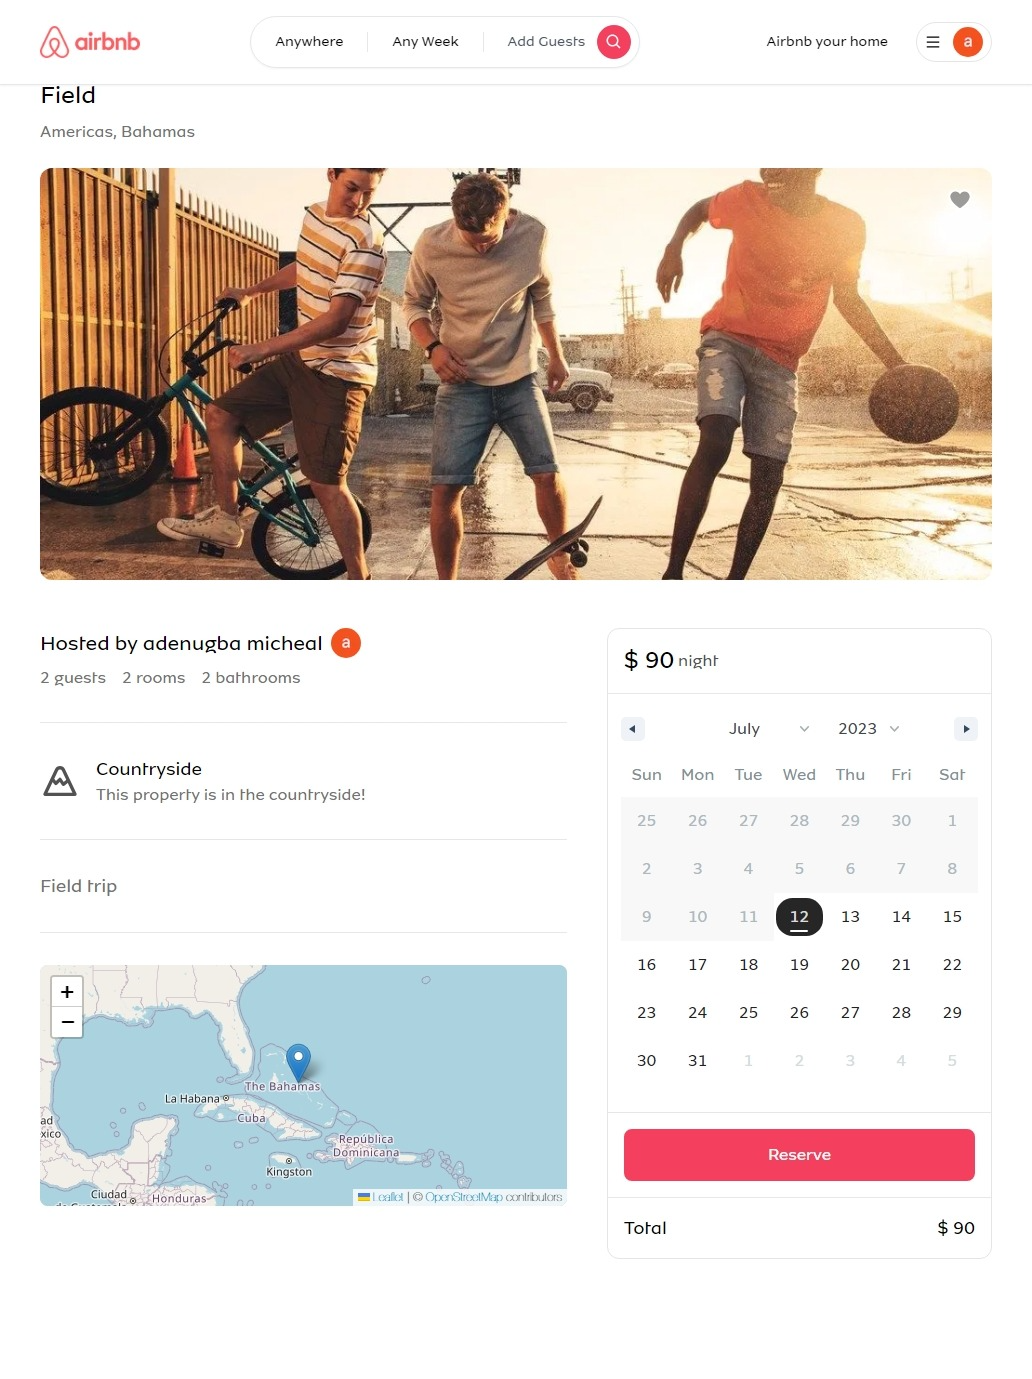 airbnb
Anywhere
Any Week
Add Guests
Airbnb your home
a
Field
Americas, Bahamas
Hosted by adenugba micheal a
2 guests 2 rooms 2 bathrooms
Countryside
This property is in the countryside!
Field trip
+
−
The Bahamas
La Habana
Cuba
República
Dominicana
Kingston
ad
xico
Ciudad
Honduras
Leaflet | © OpenStreetMap contributors
$ 90 night
July 2023
Sun Mon Tue Wed Thu Fri Sat
25 26 27 28 29 30 1
2 3 4 5 6 7 8
9 10 11 12 13 14 15
16 17 18 19 20 21 22
23 24 25 26 27 28 29
30 31 1 2 3 4 5
Reserve
Total $ 90